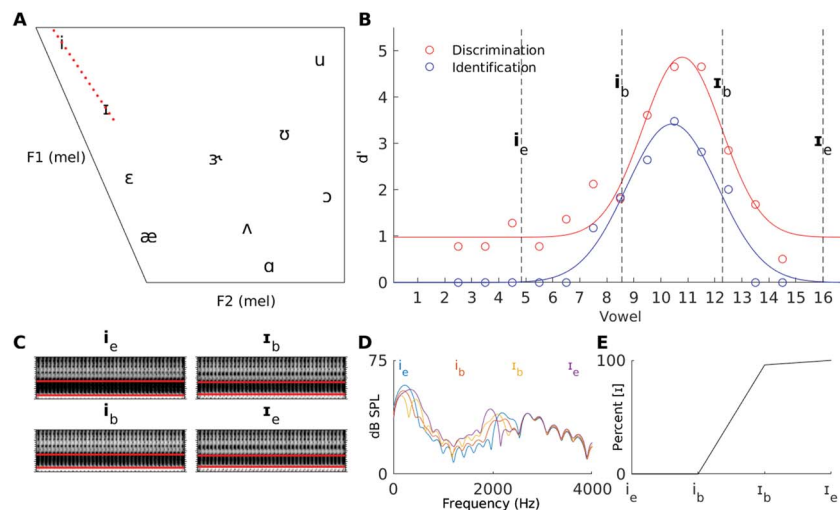 A
i
u
ɪ
ʊ
ɝ
F1 (mel)
ɛ
ɔ
æ
ʌ
ɑ
F2 (mel)
B
Discrimination
Identification
5
4
3
2
1
0
d'
i_e
i_b
ɪ_b
ɪ_e
1 2 3 4 5 6 7 8 9 10 11 12 13 14 15 16
Vowel
C
i_e
ɪ_b
i_b
ɪ_e
D
75
0
dB SPL
i_e i_b ɪ_b ɪ_e
0 2000 4000
Frequency (Hz)
E
100
0
Percent [ɪ]
i_e i_b ɪ_b ɪ_e